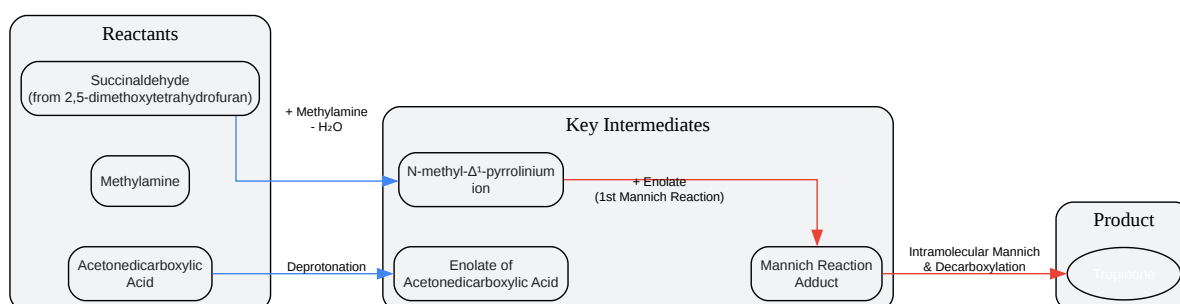 Reactants
Succinaldehyde
(from 2,5-dimethoxytetrahydrofuran)
Methylamine
Acetonedicarboxylic
Acid
+ Methylamine
- H₂O
Deprotonation
Key Intermediates
N-methyl-Δ¹-pyrrolinium
ion
+ Enolate
(1st Mannich Reaction)
Enolate of
Acetonedicarboxylic Acid
Mannich Reaction
Adduct
Intramolecular Mannich
& Decarboxylation
Product
Tropinone